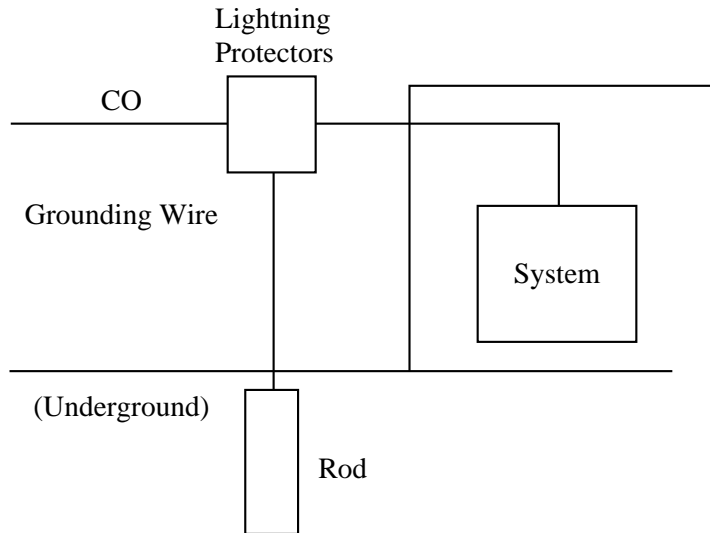 Lightning
Protectors
CO
Grounding Wire
System
(Underground)
Rod